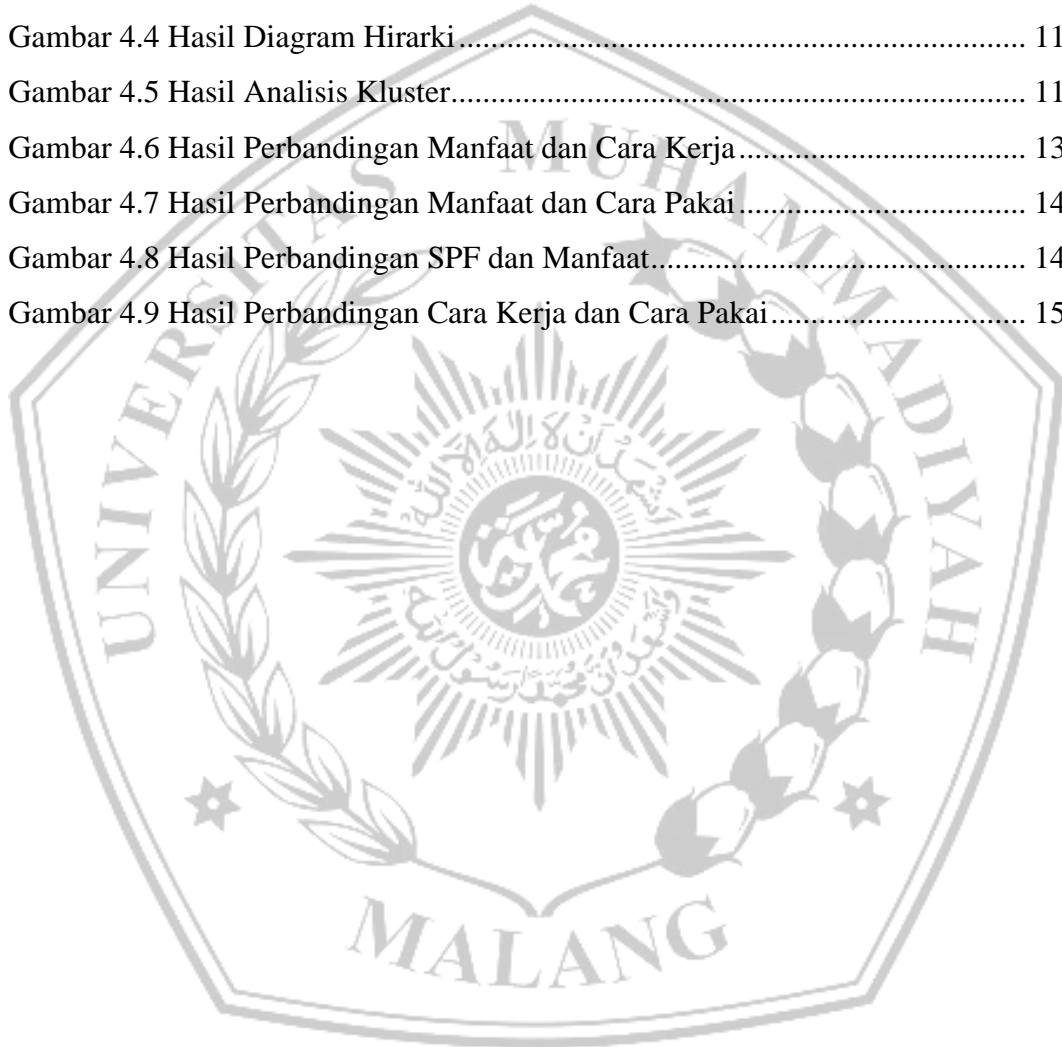 Gambar 4.4 Hasil Diagram Hirarki........................................................................... 11
Gambar 4.5 Hasil Analisis Kluster............................................................................ 11
Gambar 4.6 Hasil Perbandingan Manfaat dan Cara Kerja...................................... 13
Gambar 4.7 Hasil Perbandingan Manfaat dan Cara Pakai...................................... 14
Gambar 4.8 Hasil Perbandingan SPF dan Manfaat.................................................. 14
Gambar 4.9 Hasil Perbandingan Cara Kerja dan Cara Pakai.................................. 15
UNIVERSITAS MUHAMMADIYAH
MALANG